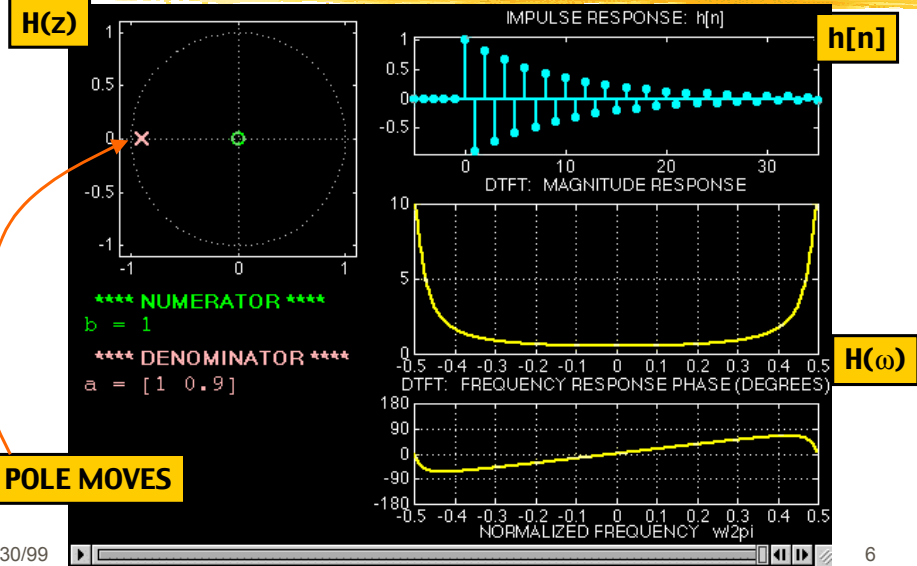 H(z)
1
0.5
0
-0.5
-1
-1 0 1
**** NUMERATOR ****
b = 1
**** DENOMINATOR ****
a = [1 0.9]
POLE MOVES
IMPULSE RESPONSE: h[n]
h[n]
1
0.5
0
-0.5
0 10 20 30
DTFT: MAGNITUDE RESPONSE
10
5
0
-0.5 -0.4 -0.3 -0.2 -0.1 0 0.1 0.2 0.3 0.4 0.5
H(ω)
DTFT: FREQUENCY RESPONSE PHASE (DEGREES)
180
90
0
-90
-180
-0.5 -0.4 -0.3 -0.2 -0.1 0 0.1 0.2 0.3 0.4 0.5
NORMALIZED FREQUENCY w/2pi
30/99
6